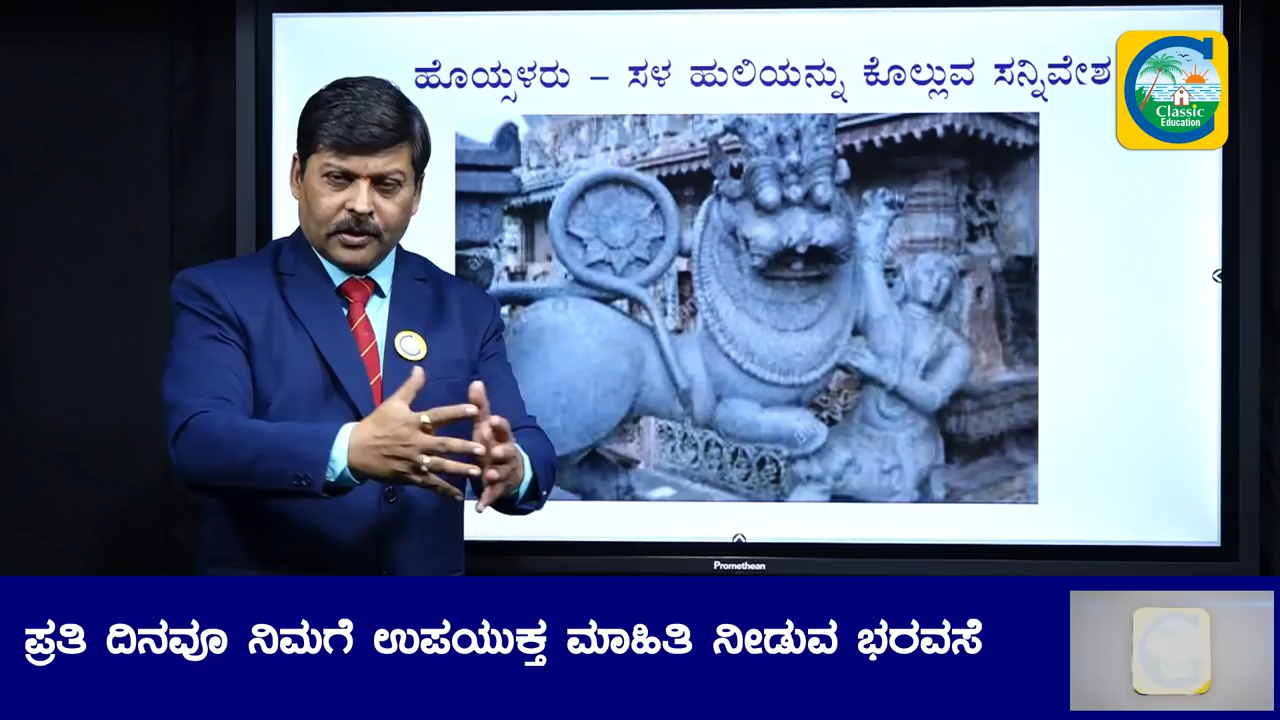 ಹೊಯ್ಸಳರು – ಸಳ ಹುಲಿಯನ್ನು ಕೊಲ್ಲುವ ಸನ್ನಿವೇಶ
Classic
Education
Promethean
ಪ್ರತಿ ದಿನವೂ ನಿಮಗೆ ಉಪಯುಕ್ತ ಮಾಹಿತಿ ನೀಡುವ ಭರವಸೆ